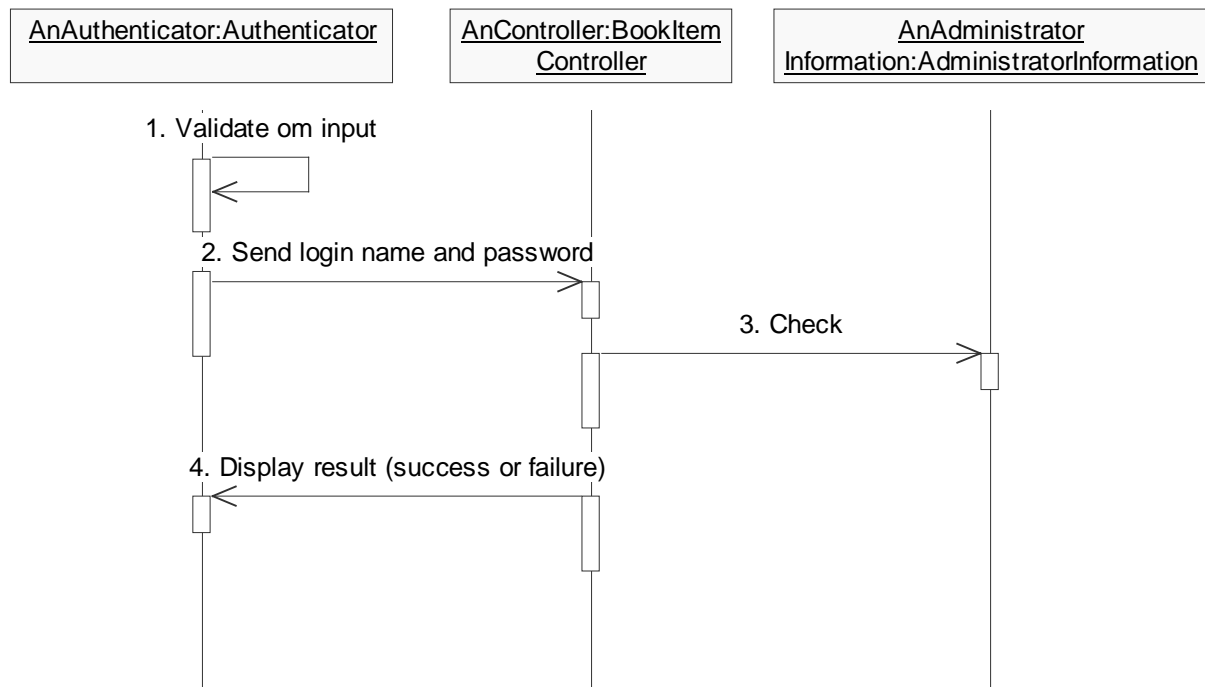 AnAuthenticator:Authenticator
AnController:BookItem
Controller
AnAdministrator
Information:AdministratorInformation
1. Validate om input
2. Send login name and password
3. Check
4. Display result (success or failure)